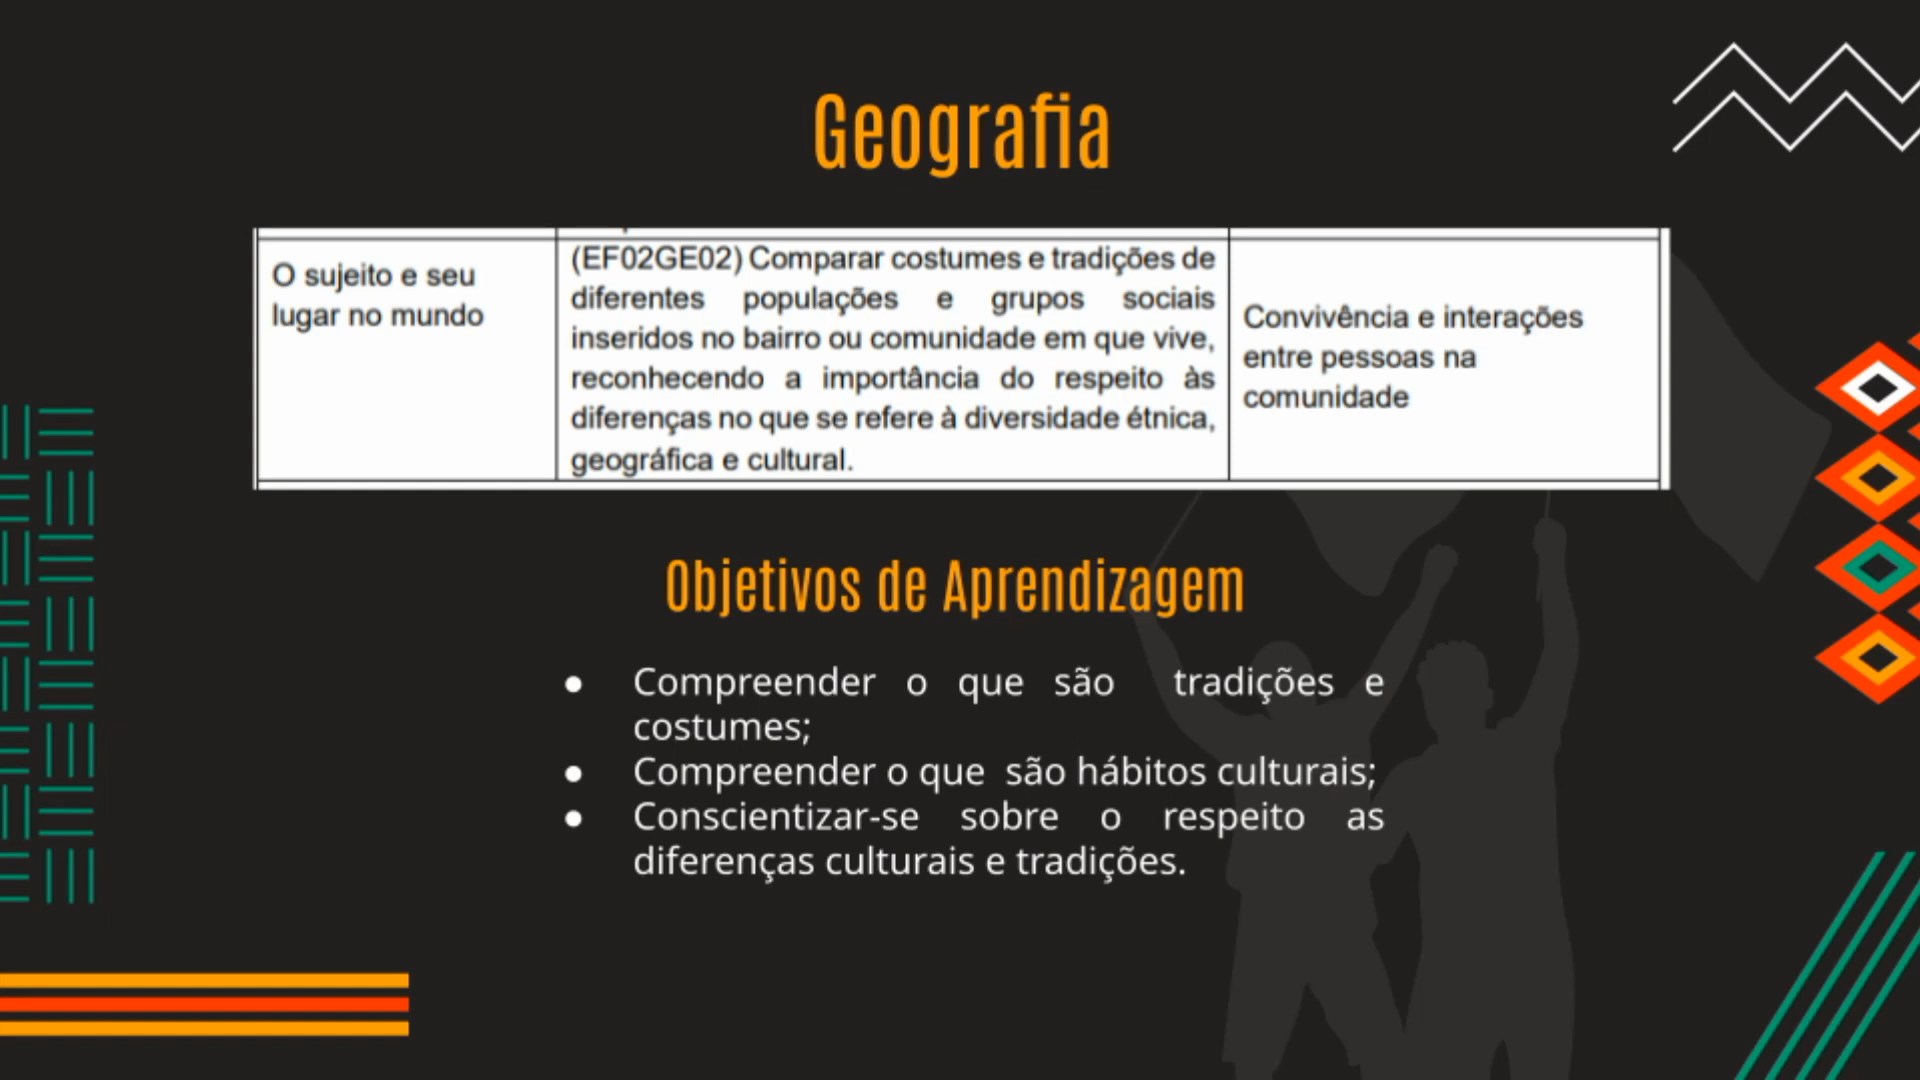 Geografia
O sujeito e seu
lugar no mundo
(EF02GE02) Comparar costumes e tradições de
diferentes populações e grupos sociais
inseridos no bairro ou comunidade em que vive,
reconhecendo a importância do respeito às
diferenças no que se refere à diversidade étnica,
geográfica e cultural.
Convivência e interações
entre pessoas na
comunidade
Objetivos de Aprendizagem
● Compreender o que são tradições e
costumes;
● Compreender o que são hábitos culturais;
● Conscientizar-se sobre o respeito as
diferenças culturais e tradições.